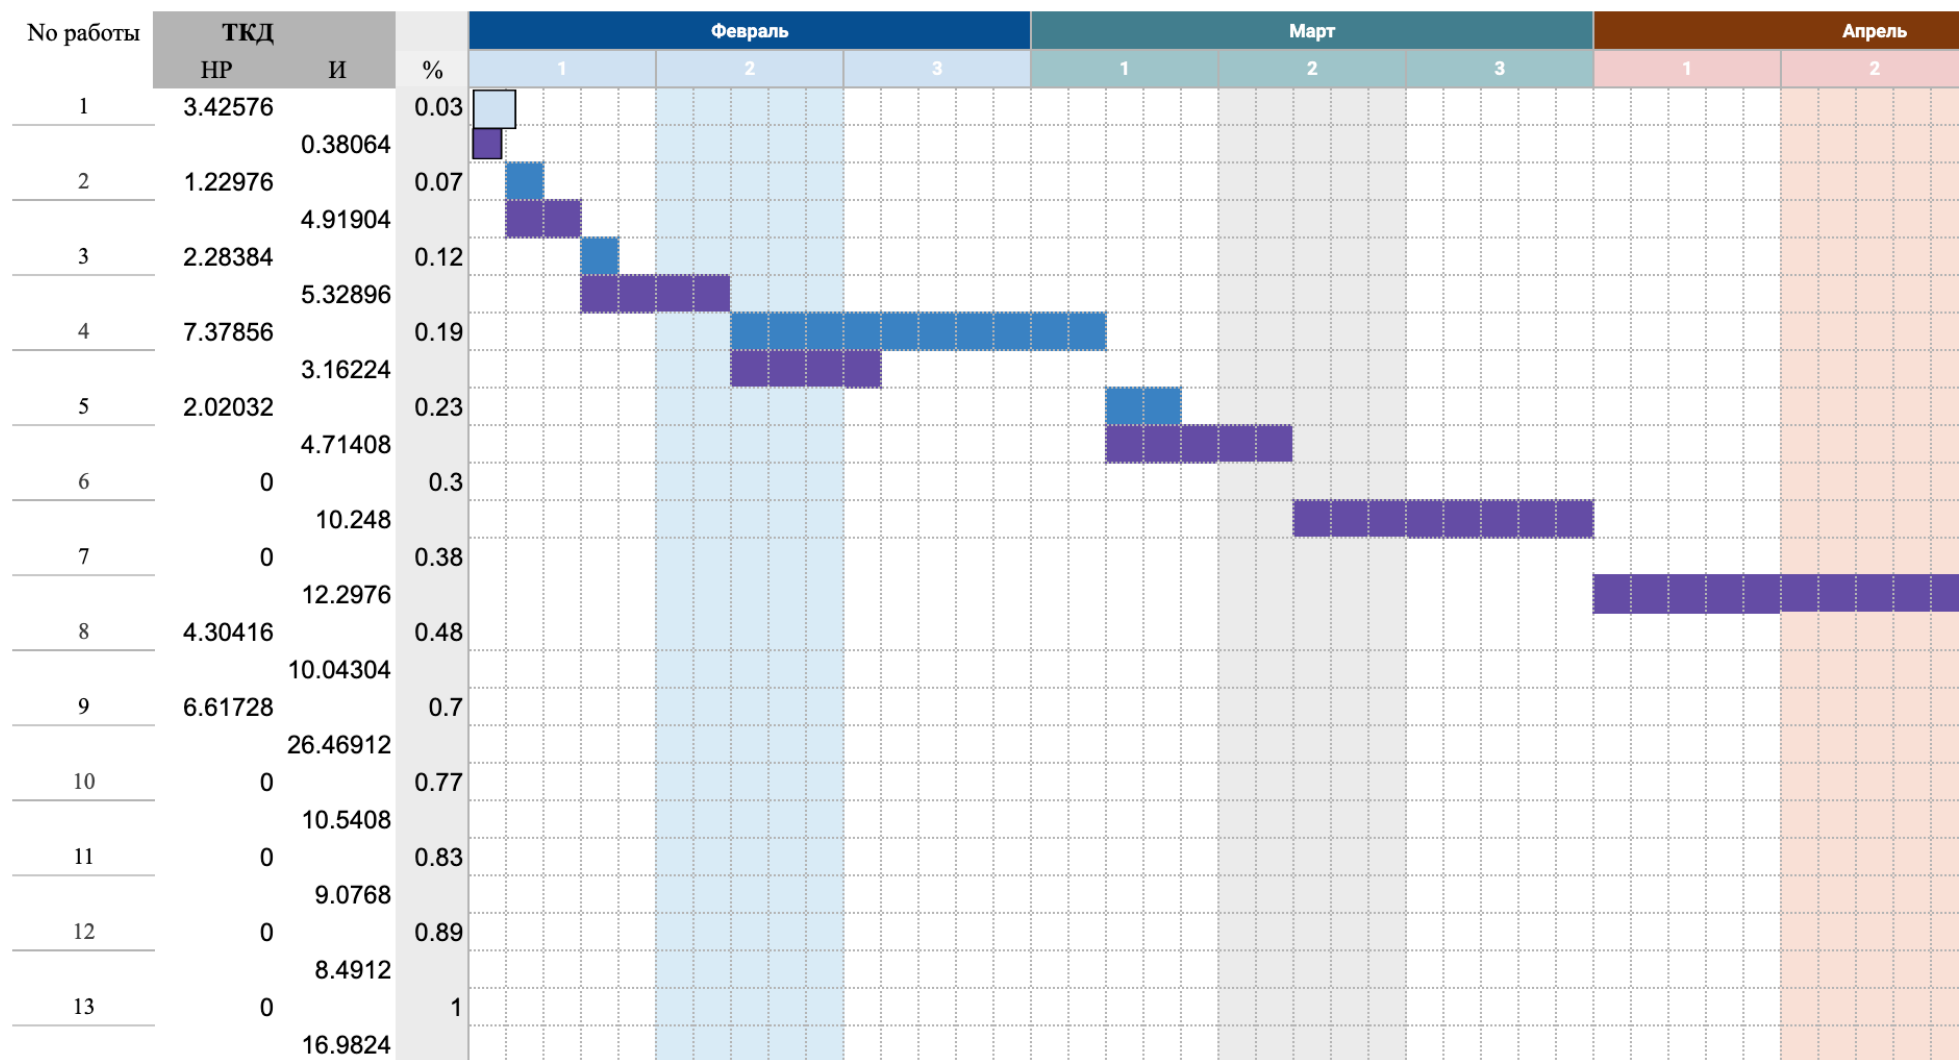 No работы ТКД Февраль Март Апрель
НР И % 1 2 3 1 2 3 1 2
1 3.42576 0.03
0.38064
2 1.22976 0.07
4.91904
3 2.28384 0.12
5.32896
4 7.37856 0.19
3.16224
5 2.02032 0.23
4.71408
6 0 0.3
10.248
7 0 0.38
12.2976
8 4.30416 0.48
10.04304
9 6.61728 0.7
26.46912
10 0 0.77
10.5408
11 0 0.83
9.0768
12 0 0.89
8.4912
13 0 1
16.9824